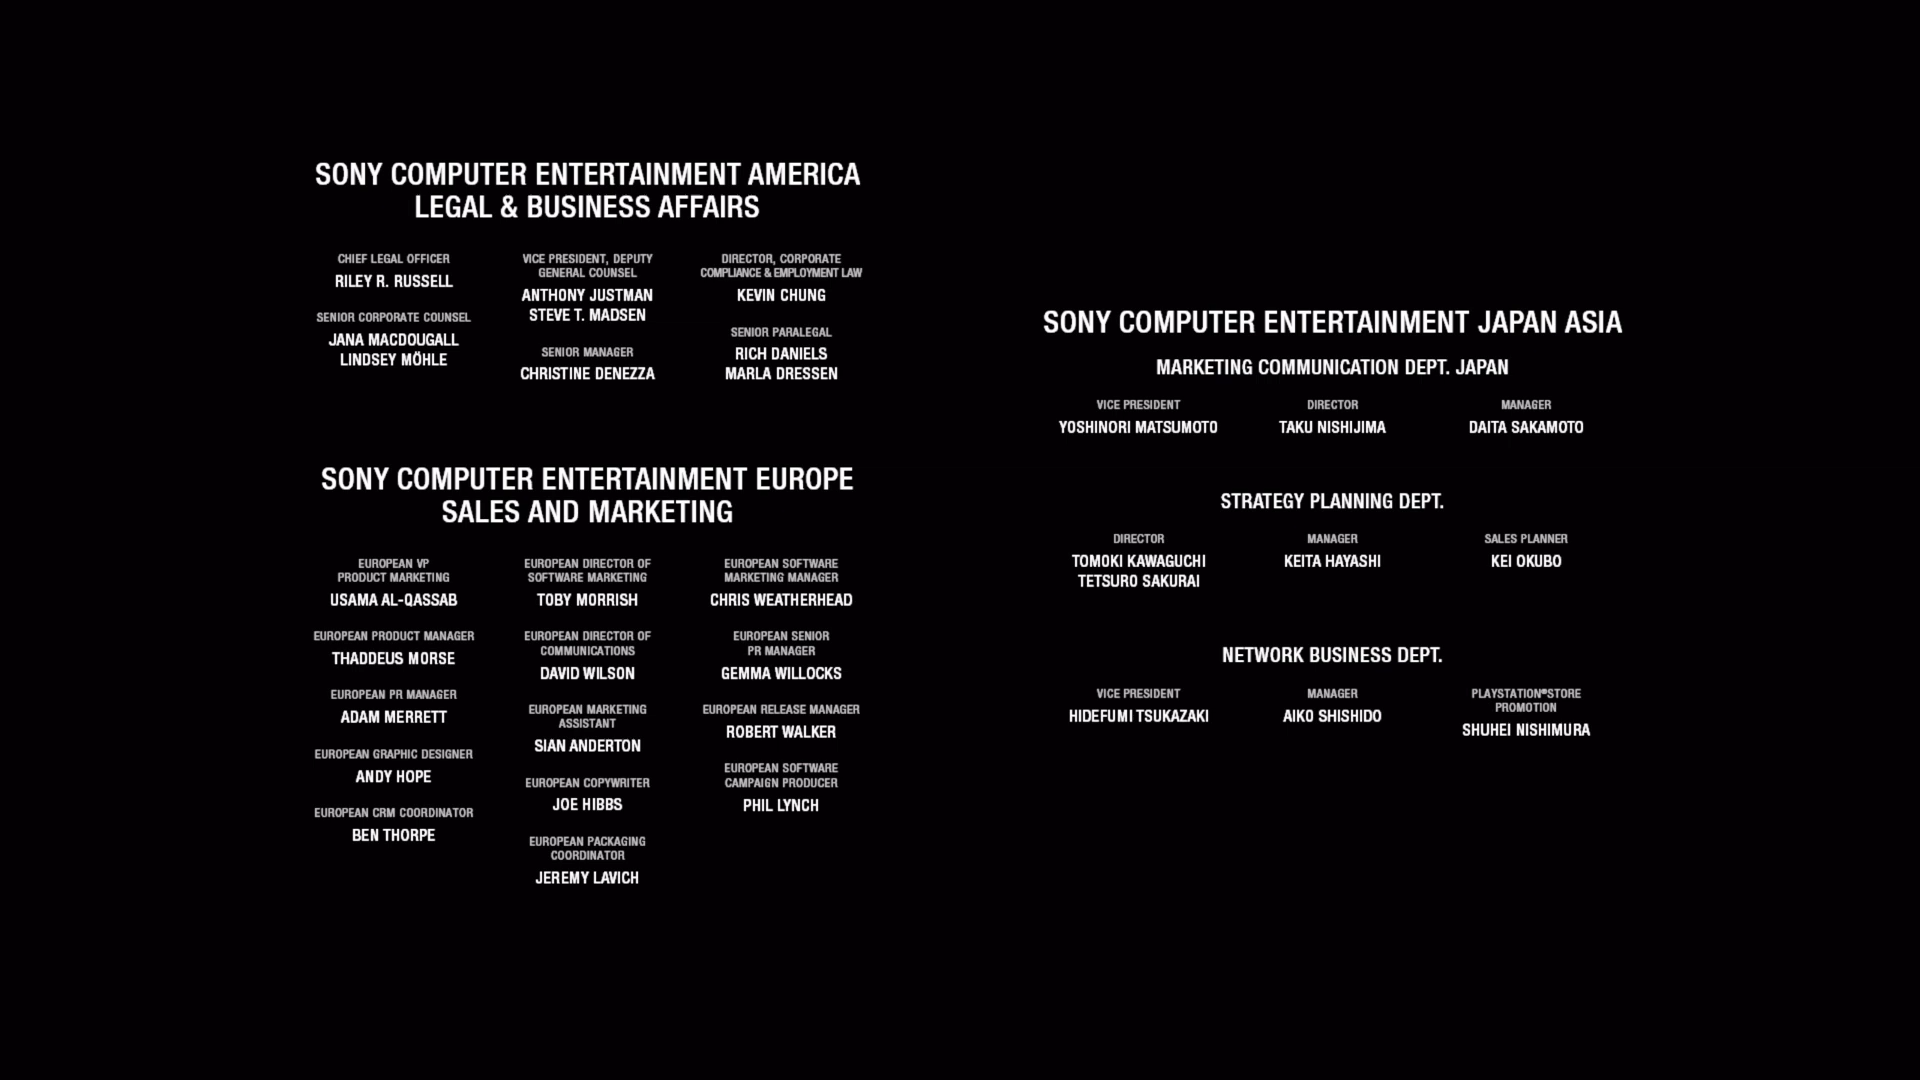 SONY COMPUTER ENTERTAINMENT AMERICA
LEGAL & BUSINESS AFFAIRS
CHIEF LEGAL OFFICER
RILEY R. RUSSELL
SENIOR CORPORATE COUNSEL
JANA MACDOUGALL
LINDSEY MÖHLE
VICE PRESIDENT, DEPUTY
GENERAL COUNSEL
ANTHONY JUSTMAN
STEVE T. MADSEN
SENIOR MANAGER
CHRISTINE DENEZZA
DIRECTOR, CORPORATE
COMPLIANCE & EMPLOYMENT LAW
KEVIN CHUNG
SENIOR PARALEGAL
RICH DANIELS
MARLA DRESSEN
SONY COMPUTER ENTERTAINMENT EUROPE
SALES AND MARKETING
EUROPEAN VP
PRODUCT MARKETING
USAMA AL-QASSAB
EUROPEAN PRODUCT MANAGER
THADDEUS MORSE
EUROPEAN PR MANAGER
ADAM MERRETT
EUROPEAN GRAPHIC DESIGNER
ANDY HOPE
EUROPEAN CRM COORDINATOR
BEN THORPE
EUROPEAN DIRECTOR OF
SOFTWARE MARKETING
TOBY MORRISH
EUROPEAN DIRECTOR OF
COMMUNICATIONS
DAVID WILSON
EUROPEAN MARKETING
ASSISTANT
SIAN ANDERTON
EUROPEAN COPYWRITER
JOE HIBBS
EUROPEAN PACKAGING
COORDINATOR
JEREMY LAVICH
EUROPEAN SOFTWARE
MARKETING MANAGER
CHRIS WEATHERHEAD
EUROPEAN SENIOR
PR MANAGER
GEMMA WILLOCKS
EUROPEAN RELEASE MANAGER
ROBERT WALKER
EUROPEAN SOFTWARE
CAMPAIGN PRODUCER
PHIL LYNCH
SONY COMPUTER ENTERTAINMENT JAPAN ASIA
MARKETING COMMUNICATION DEPT. JAPAN
VICE PRESIDENT
YOSHINORI MATSUMOTO
DIRECTOR
TAKU NISHIJIMA
MANAGER
DAITA SAKAMOTO
STRATEGY PLANNING DEPT.
DIRECTOR
TOMOKI KAWAGUCHI
TETSURO SAKURAI
MANAGER
KEITA HAYASHI
SALES PLANNER
KEI OKUBO
NETWORK BUSINESS DEPT.
VICE PRESIDENT
HIDEFUMI TSUKAZAKI
MANAGER
AIKO SHISHIDO
PLAYSTATION®STORE
PROMOTION
SHUHEI NISHIMURA